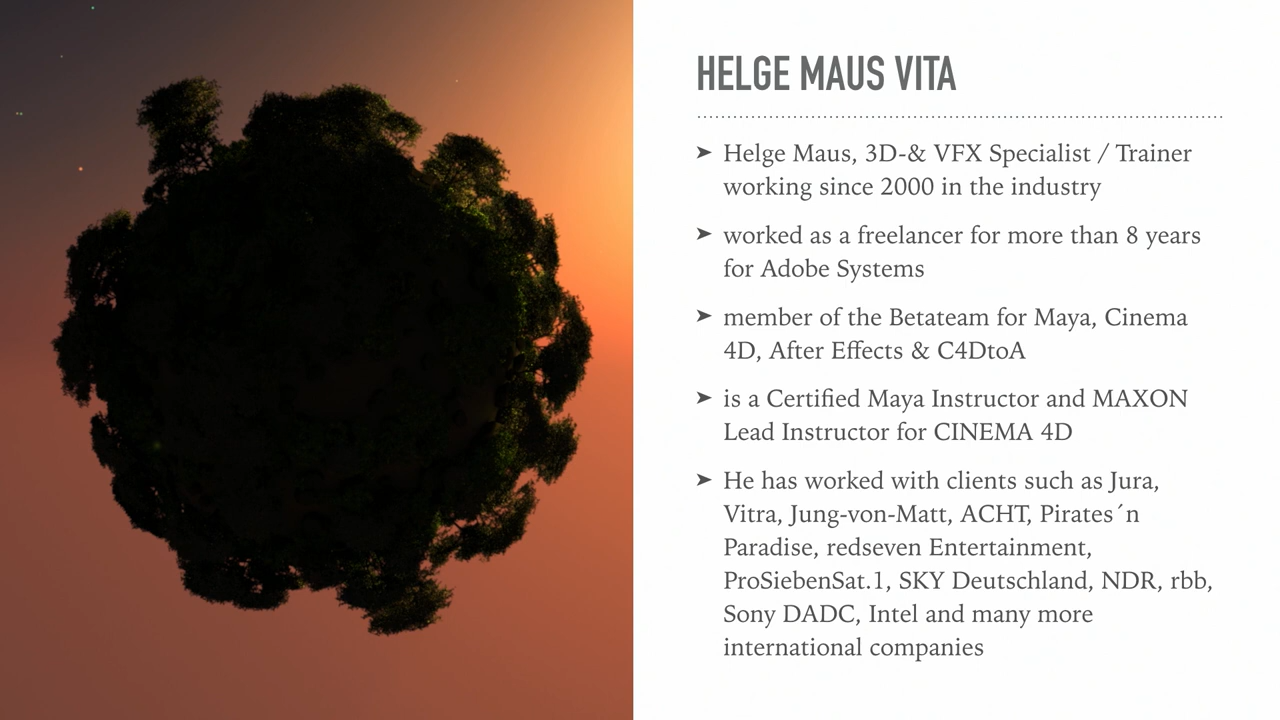 HELGE MAUS VITA
➤ Helge Maus, 3D-& VFX Specialist / Trainer
working since 2000 in the industry
➤ worked as a freelancer for more than 8 years
for Adobe Systems
➤ member of the Betateam for Maya, Cinema
4D, After Effects & C4DtoA
➤ is a Certified Maya Instructor and MAXON
Lead Instructor for CINEMA 4D
➤ He has worked with clients such as Jura,
Vitra, Jung-von-Matt, ACHT, Pirates´n
Paradise, redseven Entertainment,
ProSiebenSat.1, SKY Deutschland, NDR, rbb,
Sony DADC, Intel and many more
international companies